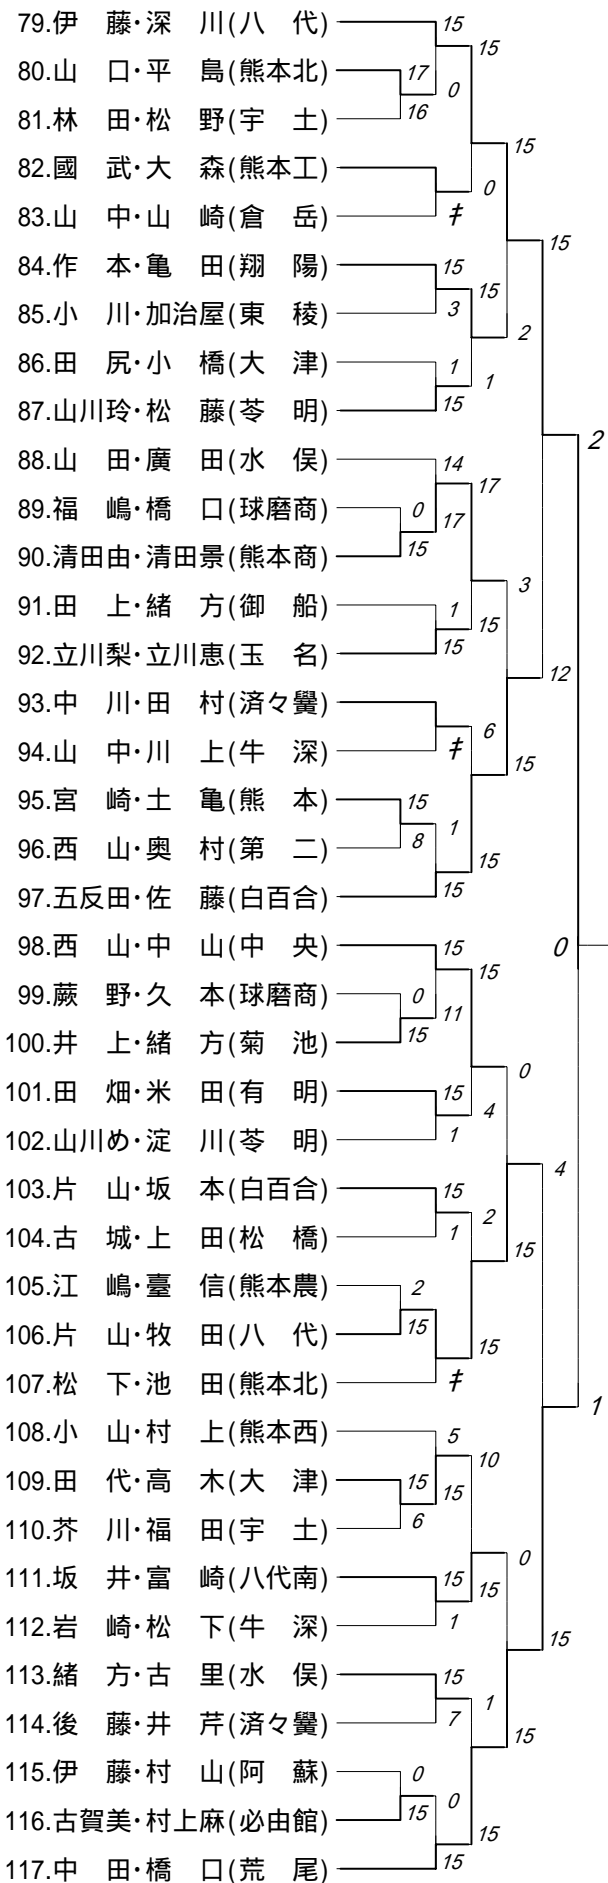 79.伊　藤・深　川(八　代)
15
15
80.山　口・平　島(熊本北)
17
0
81.林　田・松　野(宇　土)
16
15
82.國　武・大　森(熊本工)
0
83.山　中・山　崎(倉　岳)
キ
15
84.作　本・亀　田(翔　陽)
15
15
85.小　川・加治屋(東　稜)
3
2
86.田　尻・小　橋(大　津)
1
1
87.山川玲・松　藤(苓　明)
15
2
88.山　田・廣　田(水　俣)
14
17
89.福　嶋・橋　口(球磨商)
0
17
90.清田由・清田景(熊本商)
15
3
91.田　上・緒　方(御　船)
1
15
92.立川梨・立川恵(玉　名)
15
12
93.中　川・田　村(済々黌)
6
94.山　中・川　上(牛　深)
キ
15
95.宮　崎・土　亀(熊　本)
15
1
96.西　山・奥　村(第　二)
8
15
97.五反田・佐　藤(白百合)
15
98.西　山・中　山(中　央)
15
15
0
99.蕨　野・久　本(球磨商)
0
11
100.井　上・緒　方(菊　池)
15
0
101.田　畑・米　田(有　明)
15
4
102.山川め・淀　川(苓　明)
1
4
103.片　山・坂　本(白百合)
15
2
104.古　城・上　田(松　橋)
1
15
105.江　嶋・臺　信(熊本農)
2
106.片　山・牧　田(八　代)
15
15
107.松　下・池　田(熊本北)
キ
1
108.小　山・村　上(熊本西)
5
10
109.田　代・高　木(大　津)
15
15
110.芥　川・福　田(宇　土)
6
0
111.坂　井・富　崎(八代南)
15
15
112.岩　崎・松　下(牛　深)
1
15
113.緒　方・古　里(水　俣)
15
1
114.後　藤・井　芹(済々黌)
7
15
115.伊　藤・村　山(阿　蘇)
0
0
116.古賀美・村上麻(必由館)
15
15
117.中　田・橋　口(荒　尾)
15